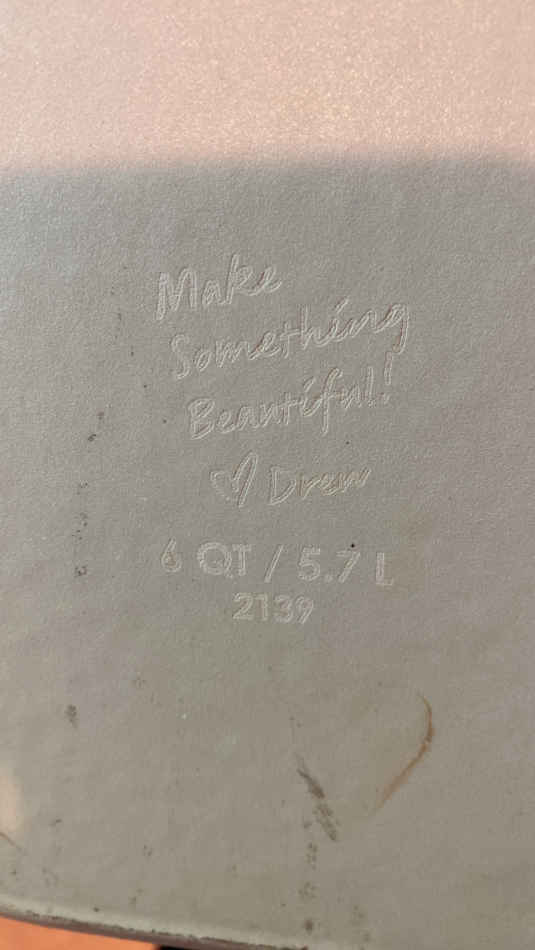 Make
Something
Beautiful!
♡ Drew
6 QT / 5.7 L
2139